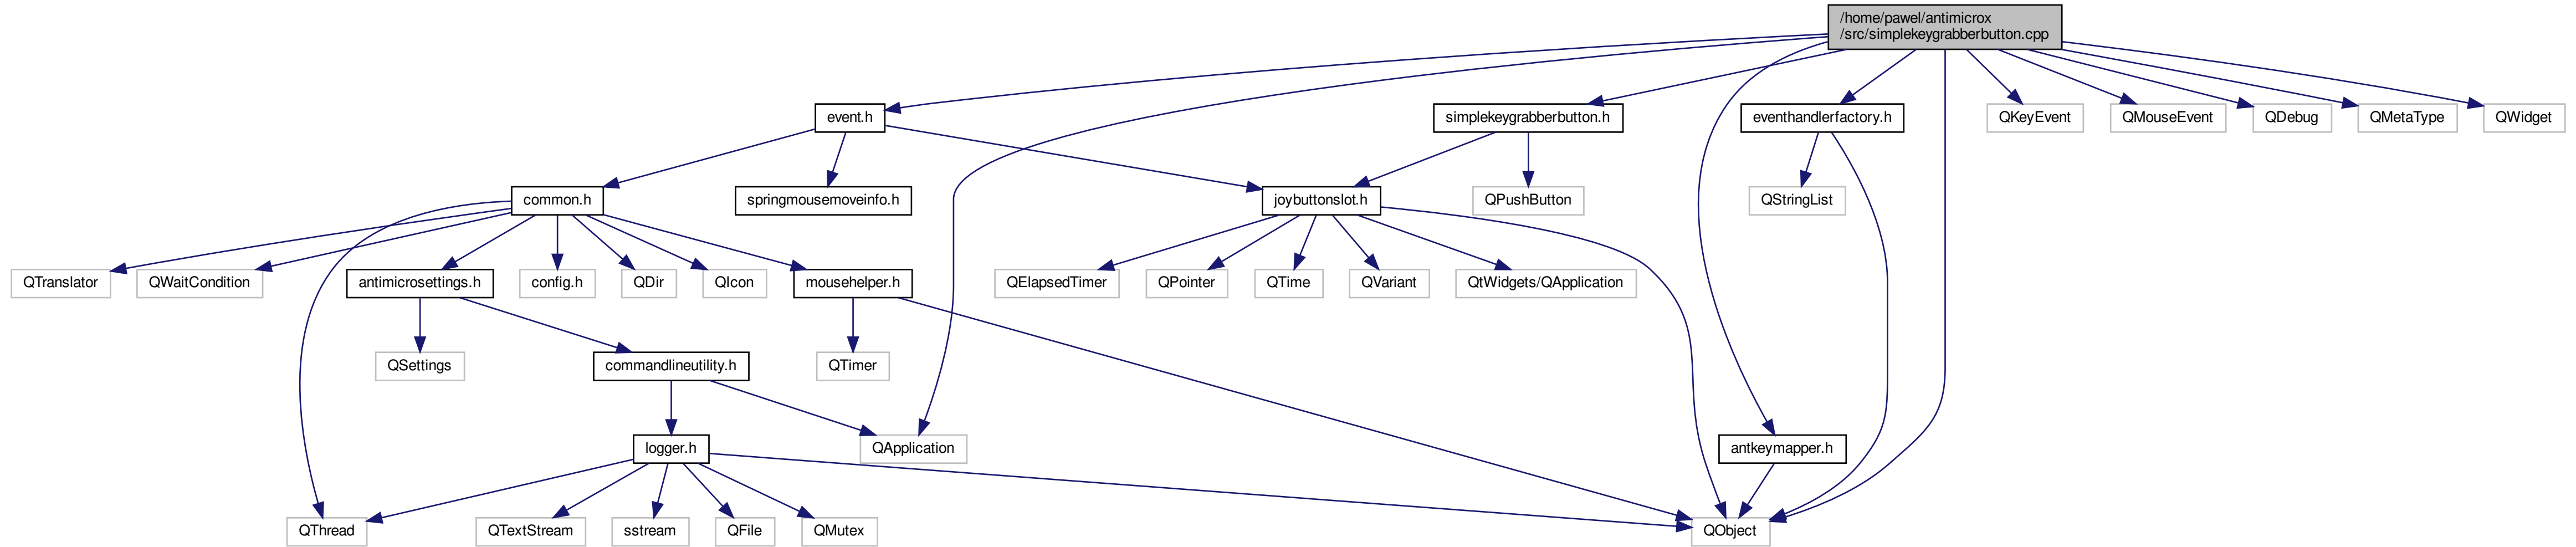 /home/pawel/antimicrox
/src/simplekeygrabberbutton.cpp
event.h
simplekeygrabberbutton.h
eventhandlerfactory.h
QKeyEvent
QMouseEvent
QDebug
QMetaType
QWidget
common.h
springmousemoveinfo.h
joybuttonslot.h
QPushButton
QStringList
QTranslator
QWaitCondition
antimicrosettings.h
config.h
QDir
QIcon
mousehelper.h
QElapsedTimer
QPointer
QTime
QVariant
QtWidgets/QApplication
QSettings
commandlineutility.h
QTimer
logger.h
QApplication
antkeymapper.h
QThread
QTextStream
sstream
QFile
QMutex
QObject